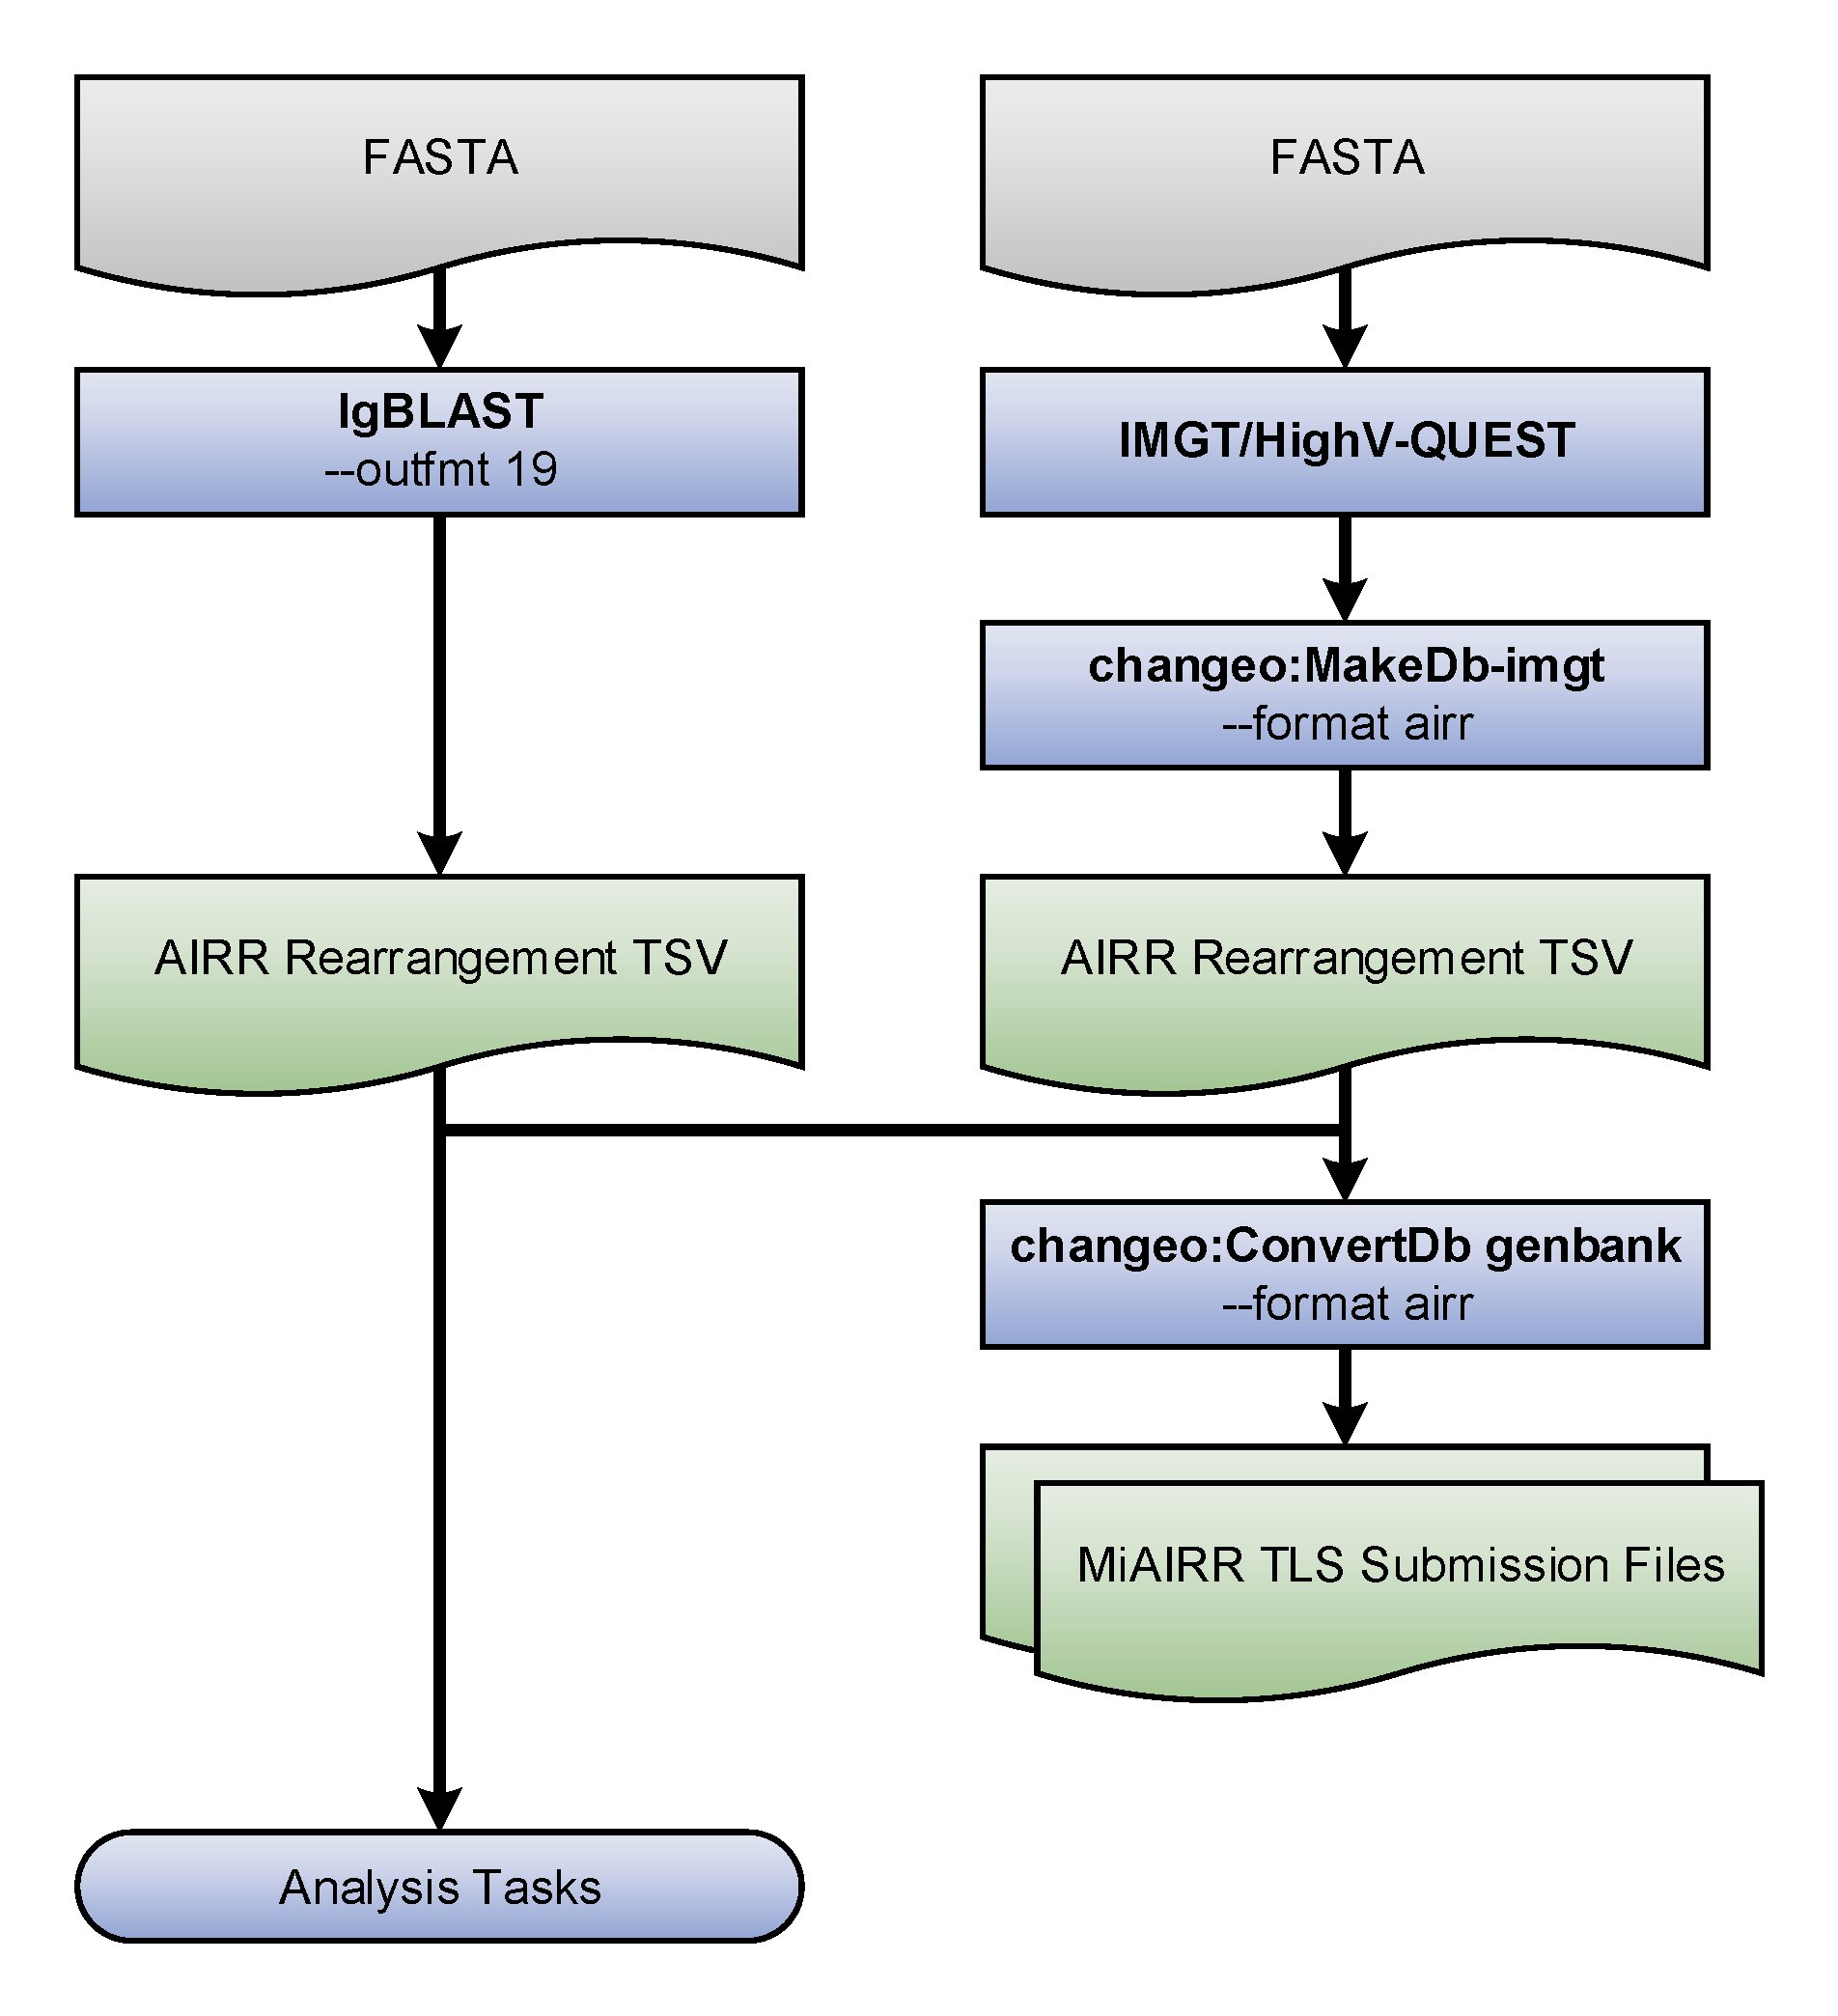 FASTA
FASTA
IgBLAST
--outfmt 19
IMGT/HighV-QUEST
changeo:MakeDb-imgt
--format airr
AIRR Rearrangement TSV
AIRR Rearrangement TSV
changeo:ConvertDb genbank
--format airr
MiAIRR TLS Submission Files
Analysis Tasks